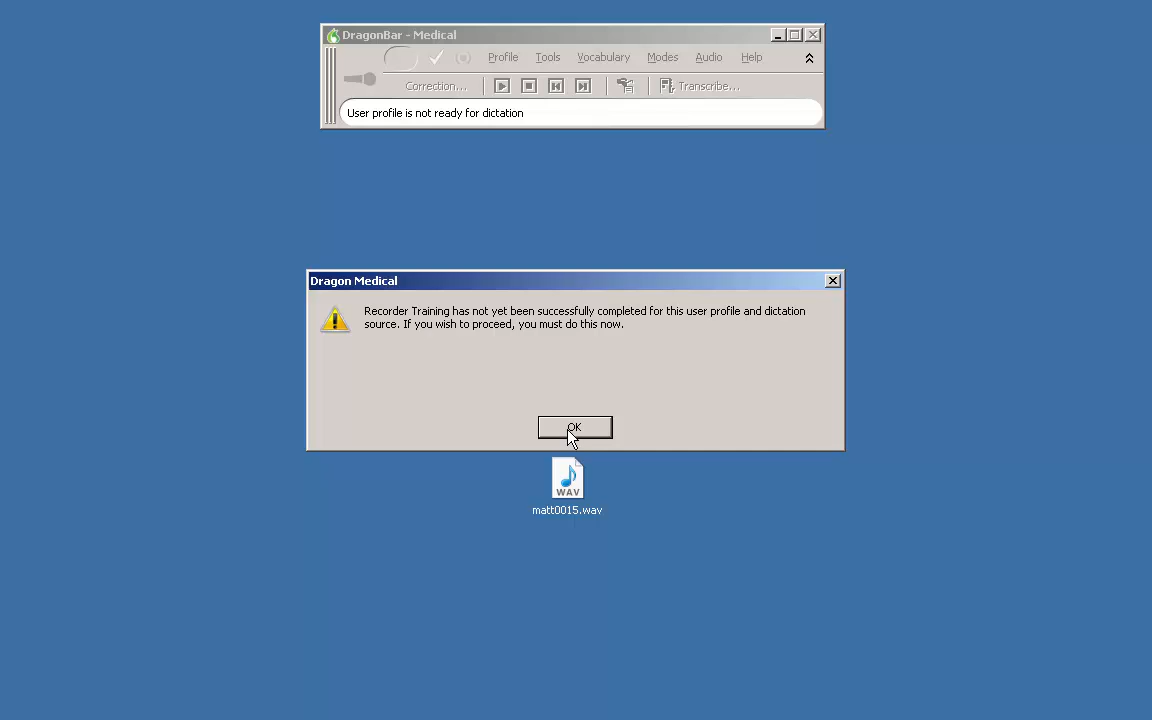 DragonBar - Medical
Profile Tools Vocabulary Modes Audio Help
Correction... Transcribe...
User profile is not ready for dictation
Dragon Medical
Recorder Training has not yet been successfully completed for this user profile and dictation
source. If you wish to proceed, you must do this now.
OK
WAV
matt0015.wav